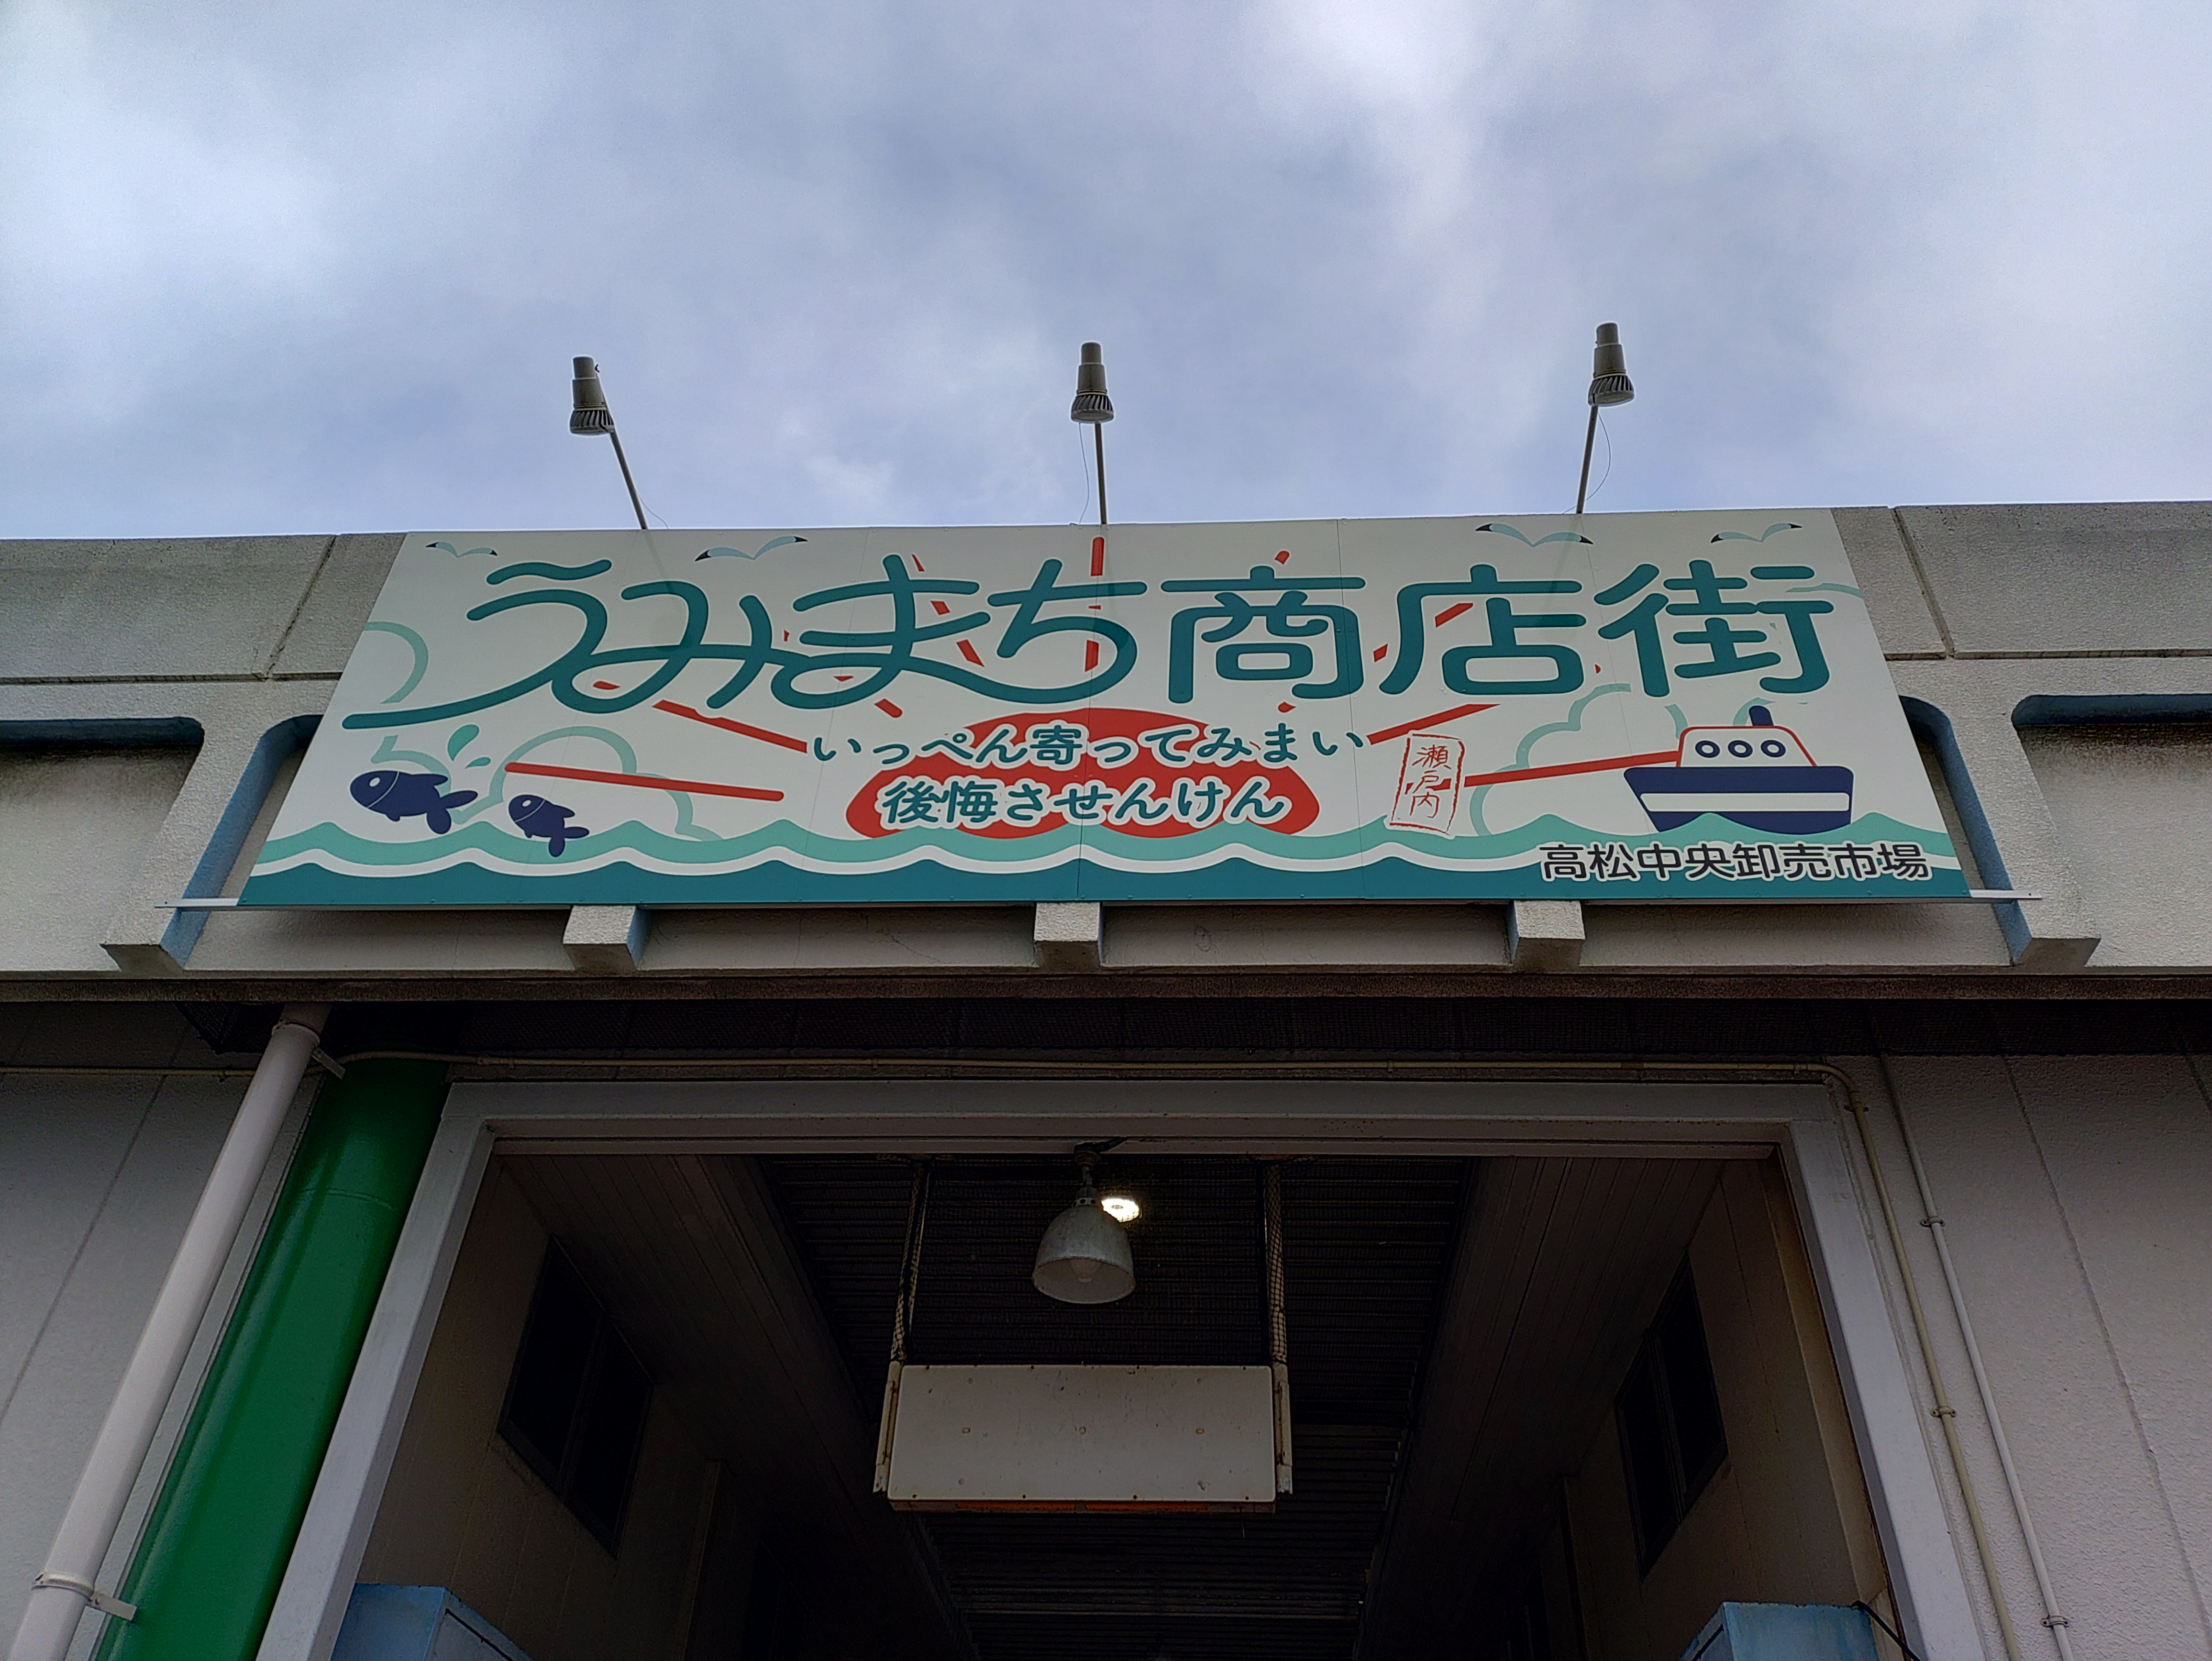 うみまち商店街
いっぺん寄ってみまい
後悔させんけん
瀬戸内
高松中央卸売市場